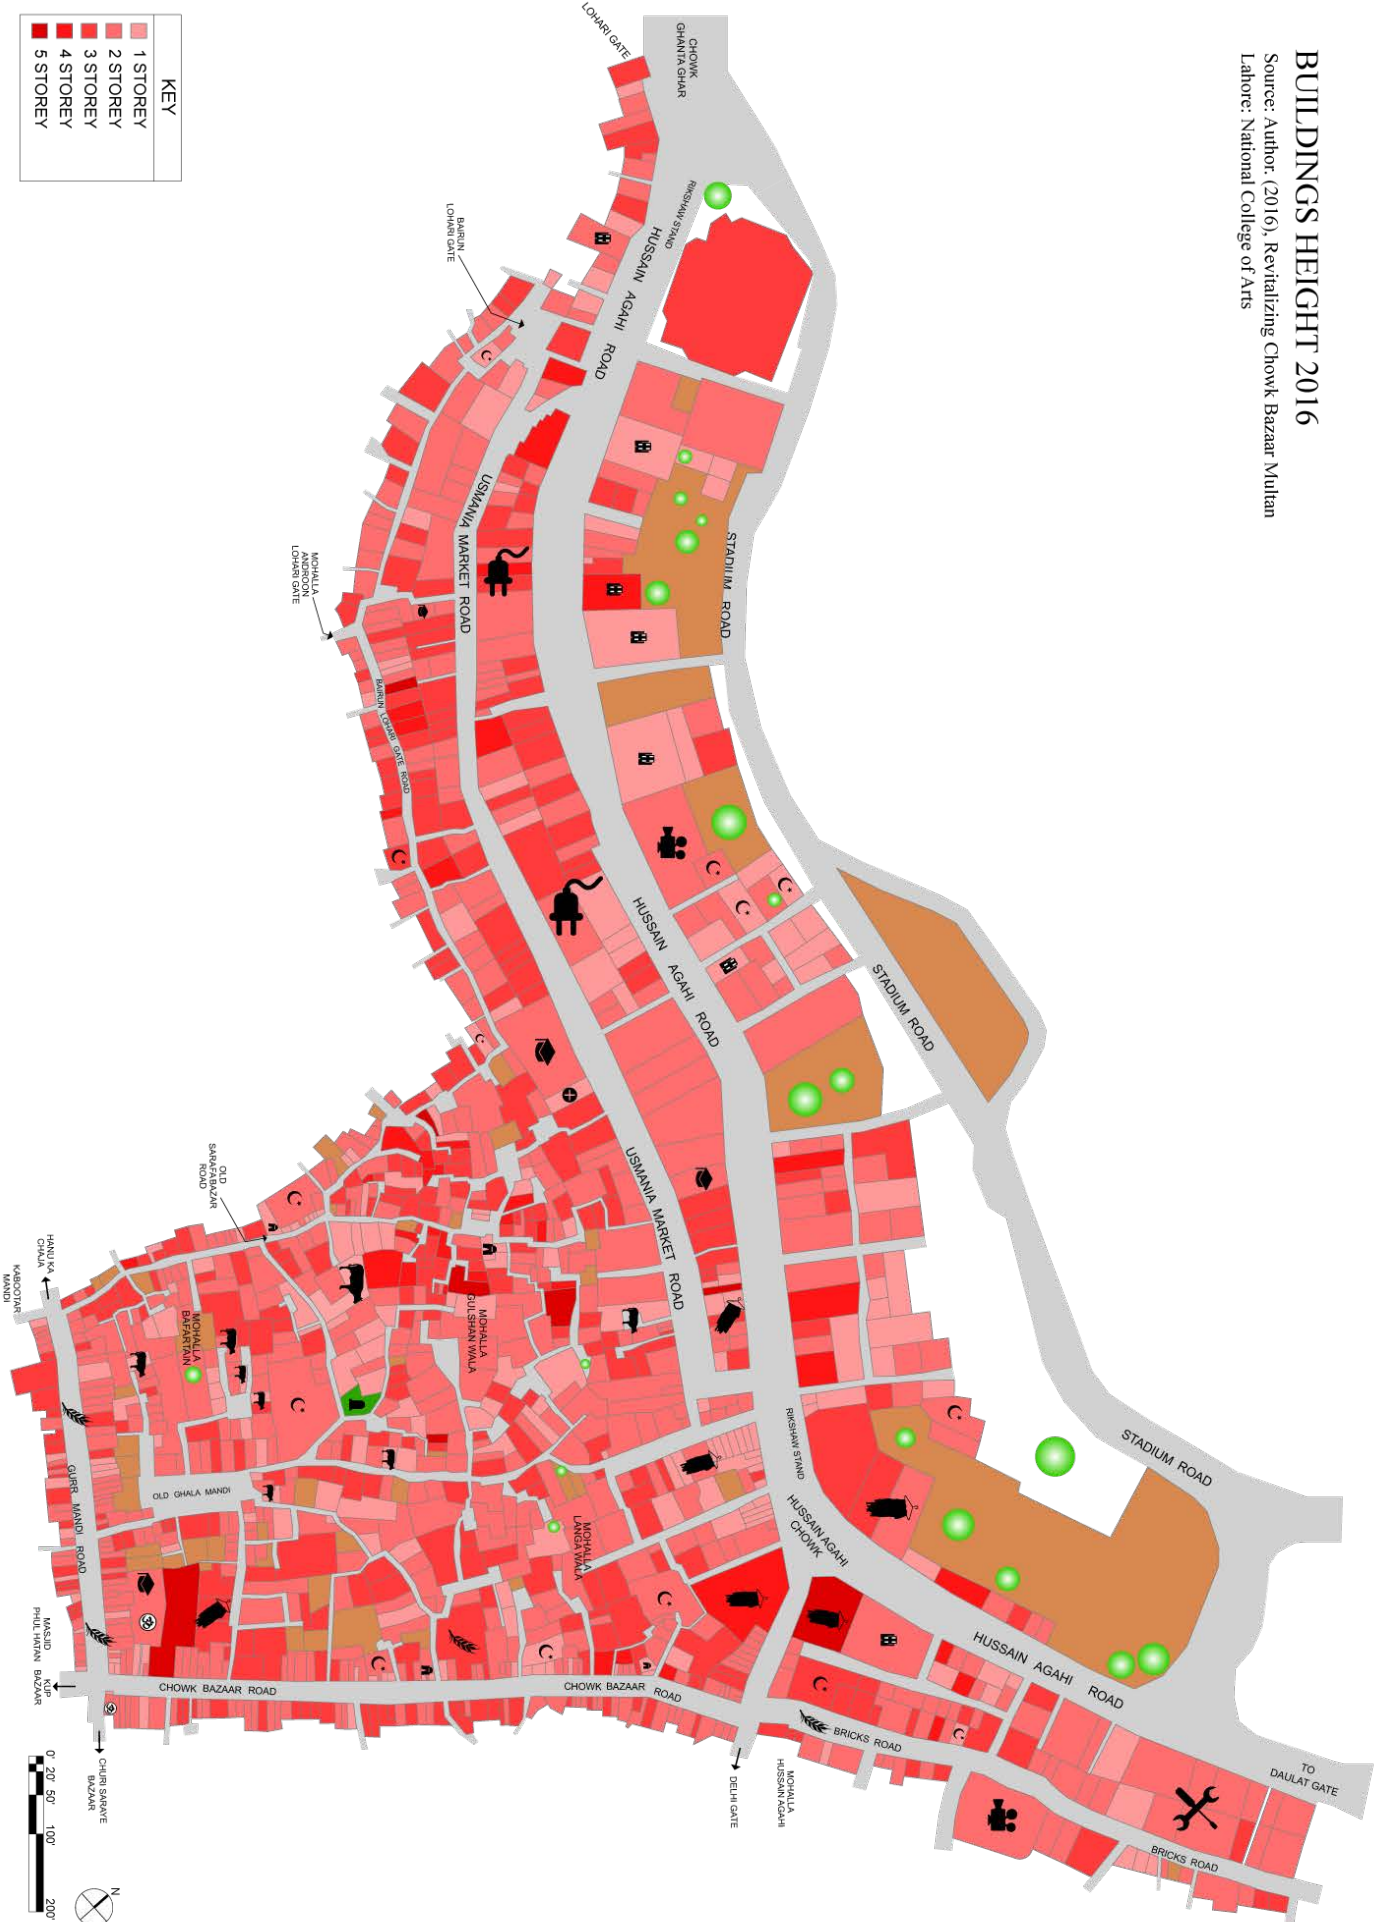 BUILDINGS HEIGHT 2016
Source: Author. (2016), Revitalizing Chowk Bazaar Multan
Lahore: National College of Arts
KEY
1 STOREY
2 STOREY
3 STOREY
4 STOREY
5 STOREY
LOHARI GATE
CHOWK
GHANTA GHAR
RIKSHAW STAND
HUSSAIN AGAHI ROAD
BAIRUN
LOHARI GATE
USMANIA MARKET ROAD
STADIUM ROAD
MOHALLA
ANDROON
LOHARI GATE
BAIRUN LOHARI GATE ROAD
HUSSAIN AGAHI ROAD
STADIUM ROAD
USMANIA MARKET ROAD
OLD
SARAFA BAZAR
ROAD
HANU KA
CHAJA
KABOOTAR
MANDI
MOHALLA
BAFARTAIN
MOHALLA
GULSHAN WALA
RIKSHAW STAND
STADIUM ROAD
GURR MANDI ROAD
OLD GHALA MANDI
MOHALLA
LANGA WALA
HUSSAIN AGAHI
CHOWK
HUSSAIN AGAHI ROAD
MASJID
PHUL HATAN
KUP
BAZAAR
CHOWK BAZAAR ROAD
CHOWK BAZAAR ROAD
BRICKS ROAD
CHURI SARAYE
BAZAAR
DELHI GATE
MOHALLA
HUSSAIN AGAHI
TO
DAULAT GATE
BRICKS ROAD
0' 20' 50' 100' 200'
N